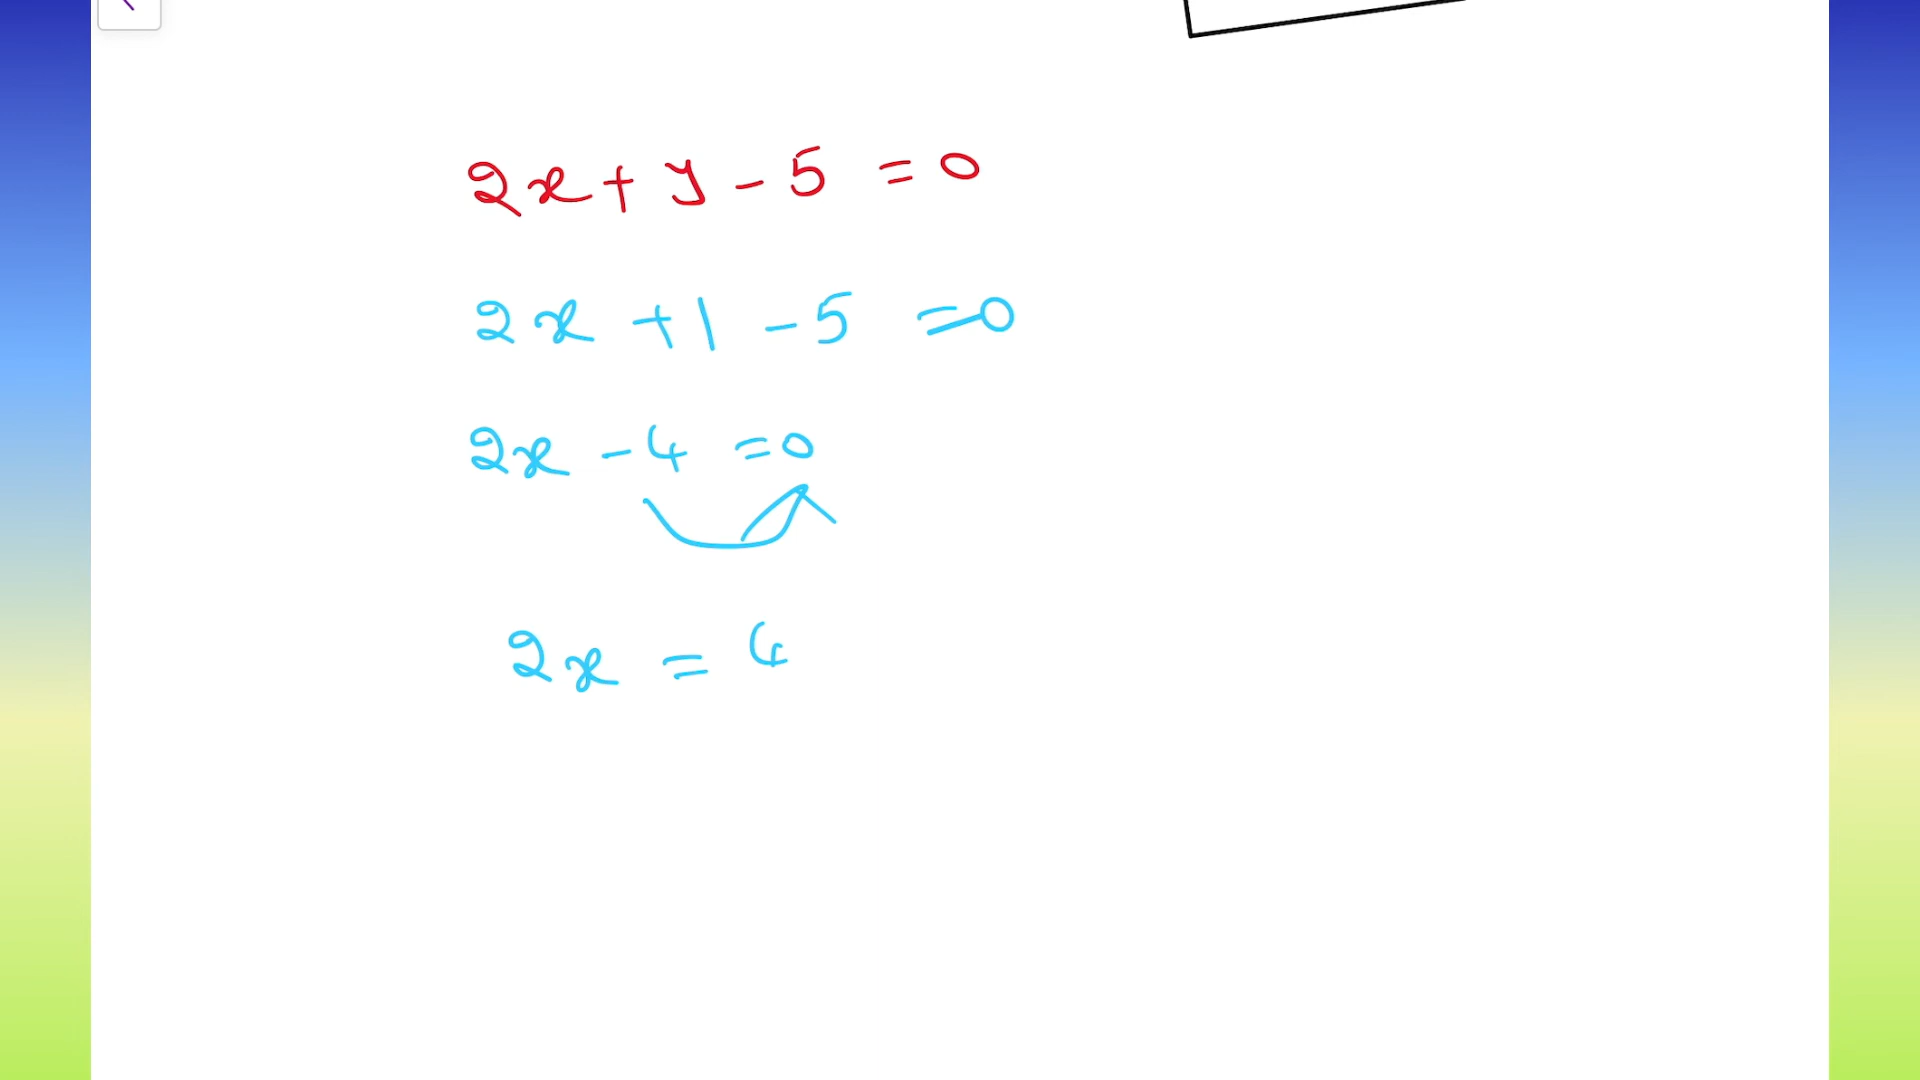 2x + y - 5 = 0
2x + 1 - 5 = 0
2x - 4 = 0
2x = 4